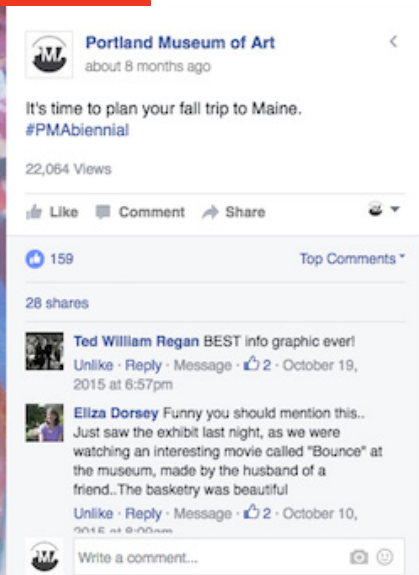 Portland Museum of Art
about 8 months ago
It's time to plan your fall trip to Maine.
#PMAbiennial
22,064 Views
Like Comment Share
159 Top Comments
28 shares
Ted William Regan BEST info graphic ever!
Unlike · Reply · Message · 2 · October 19,
2015 at 6:57pm
Eliza Dorsey Funny you should mention this..
Just saw the exhibit last night, as we were
watching an interesting movie called "Bounce" at
the museum, made by the husband of a
friend..The basketry was beautiful
Unlike · Reply · Message · 2 · October 10,
2015 at 8:09am
Write a comment...